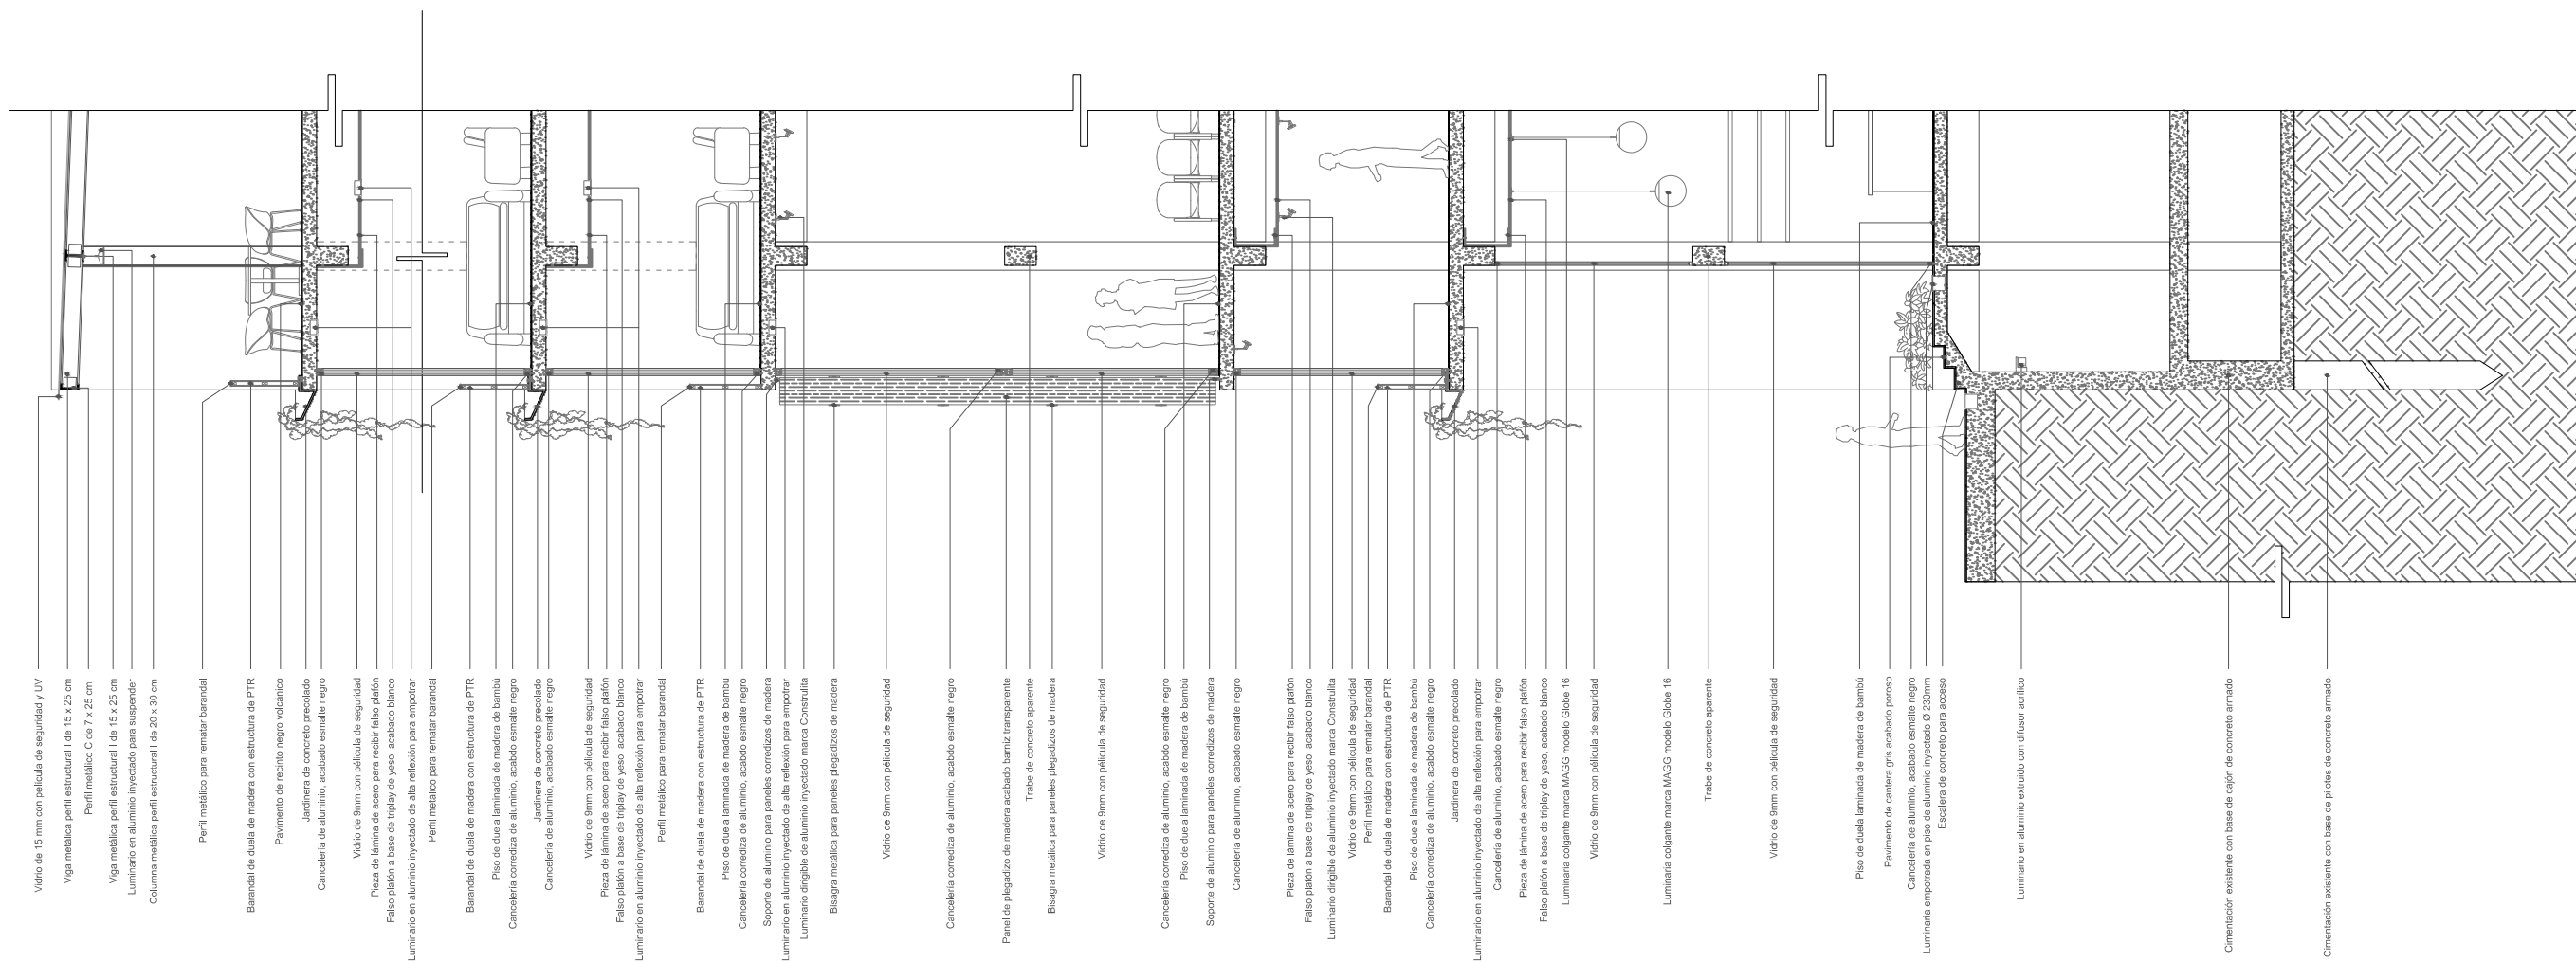 Vidrio de 15 mm con película de seguridad y UV
Viga metálica perfil estructural I de 15 x 25 cm
Perfil metálico C de 7 x 25 cm
Viga metálica perfil estructural I de 15 x 25 cm
Luminario en aluminio inyectado para suspender
Columna metálica perfil estructural I de 20 x 30 cm
Perfil metálico para rematar barandal
Barandal de duela de madera con estructura de PTR
Pavimento de recinto negro volcánico
Jardinera de concreto precolado
Cancelería de aluminio, acabado esmalte negro
Vidrio de 9mm con película de seguridad
Pieza de lámina de acero para recibir falso plafón
Falso plafón a base de triplay de yeso, acabado blanco
Luminario en aluminio inyectado de alta reflexión para empotrar
Perfil metálico para rematar barandal
Barandal de duela de madera con estructura de PTR
Piso de duela laminada de madera de bambú
Cancelería corrediza de aluminio, acabado esmalte negro
Jardinera de concreto precolado
Cancelería de aluminio, acabado esmalte negro
Vidrio de 9mm con película de seguridad
Pieza de lámina de acero para recibir falso plafón
Falso plafón a base de triplay de yeso, acabado blanco
Luminario en aluminio inyectado de alta reflexión para empotrar
Perfil metálico para rematar barandal
Barandal de duela de madera con estructura de PTR
Piso de duela laminada de madera de bambú
Cancelería corrediza de aluminio, acabado esmalte negro
Soporte de aluminio para paneles corredizos de madera
Luminario en aluminio inyectado de alta reflexión para empotrar
Luminario dirigible de aluminio inyectado marca Construlita
Bisagra metálica para paneles plegadizos de madera
Vidrio de 9mm con película de seguridad
Cancelería corrediza de aluminio, acabado esmalte negro
Panel de plegadizo de madera acabado barniz transparente
Trabe de concreto aparente
Bisagra metálica para paneles plegadizos de madera
Vidrio de 9mm con película de seguridad
Cancelería corrediza de aluminio, acabado esmalte negro
Piso de duela laminada de madera de bambú
Soporte de aluminio para paneles corredizos de madera
Cancelería de aluminio, acabado esmalte negro
Pieza de lámina de acero para recibir falso plafón
Falso plafón a base de triplay de yeso, acabado blanco
Luminario dirigible de aluminio inyectado marca Construlita
Vidrio de 9mm con película de seguridad
Perfil metálico para rematar barandal
Barandal de duela de madera con estructura de PTR
Piso de duela laminada de madera de bambú
Cancelería corrediza de aluminio, acabado esmalte negro
Jardinera de concreto precolado
Luminario en aluminio inyectado de alta reflexión para empotrar
Cancelería de aluminio, acabado esmalte negro
Pieza de lámina de acero para recibir falso plafón
Falso plafón a base de triplay de yeso, acabado blanco
Luminaria colgante marca MAGG modelo Globe 16
Vidrio de 9mm con película de seguridad
Luminaria colgante marca MAGG modelo Globe 16
Trabe de concreto aparente
Vidrio de 9mm con película de seguridad
Piso de duela laminada de madera de bambú
Pavimento de cantera gris acabado poroso
Cancelería de aluminio, acabado esmalte negro
Luminaria empotrada en piso de aluminio inyectado Ø 230mm
Escalera de concreto para acceso
Luminario en aluminio extruido con difusor acrílico
Cimentación existente con base de cajón de concreto armado
Cimentación existente con base de pilotes de concreto armado